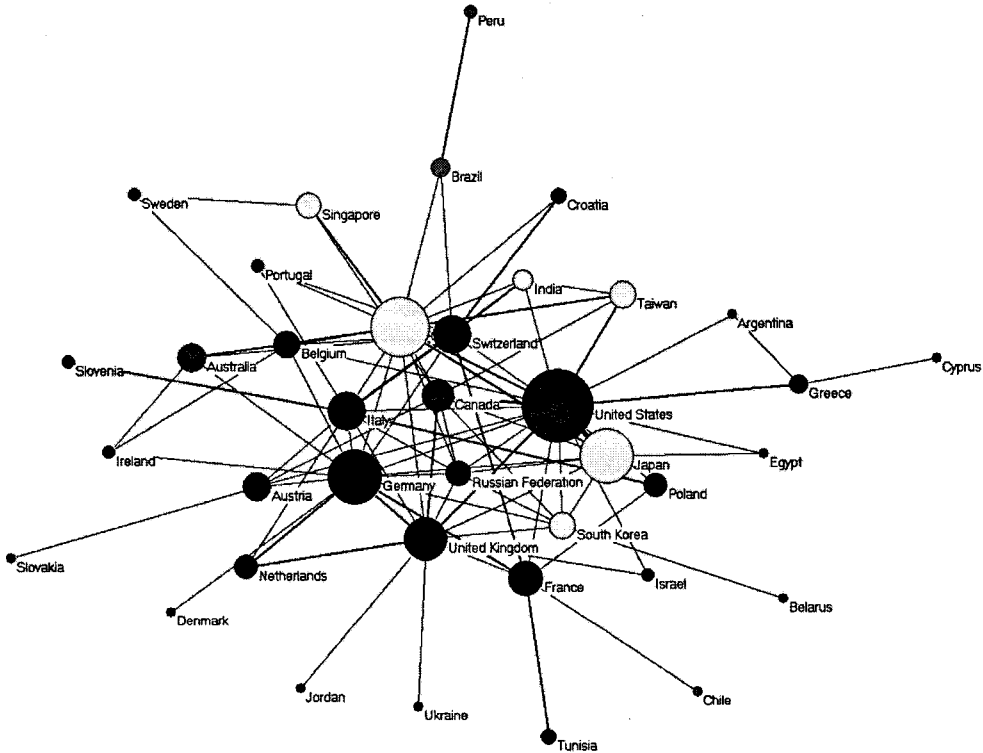 Peru
Brazil
Sweden
Croatia
Singapore
Portugal
India
Taiwan
Argentina
Switzerland
Belgium
Australia
Slovenia
Cyprus
Greece
Canada
United States
Italy
Ireland
Egypt
Japan
Germany
Russian Federation
Poland
Austria
South Korea
United Kingdom
Slovakia
Netherlands
France
Israel
Belarus
Denmark
Jordan
Chile
Ukraine
Tunisia